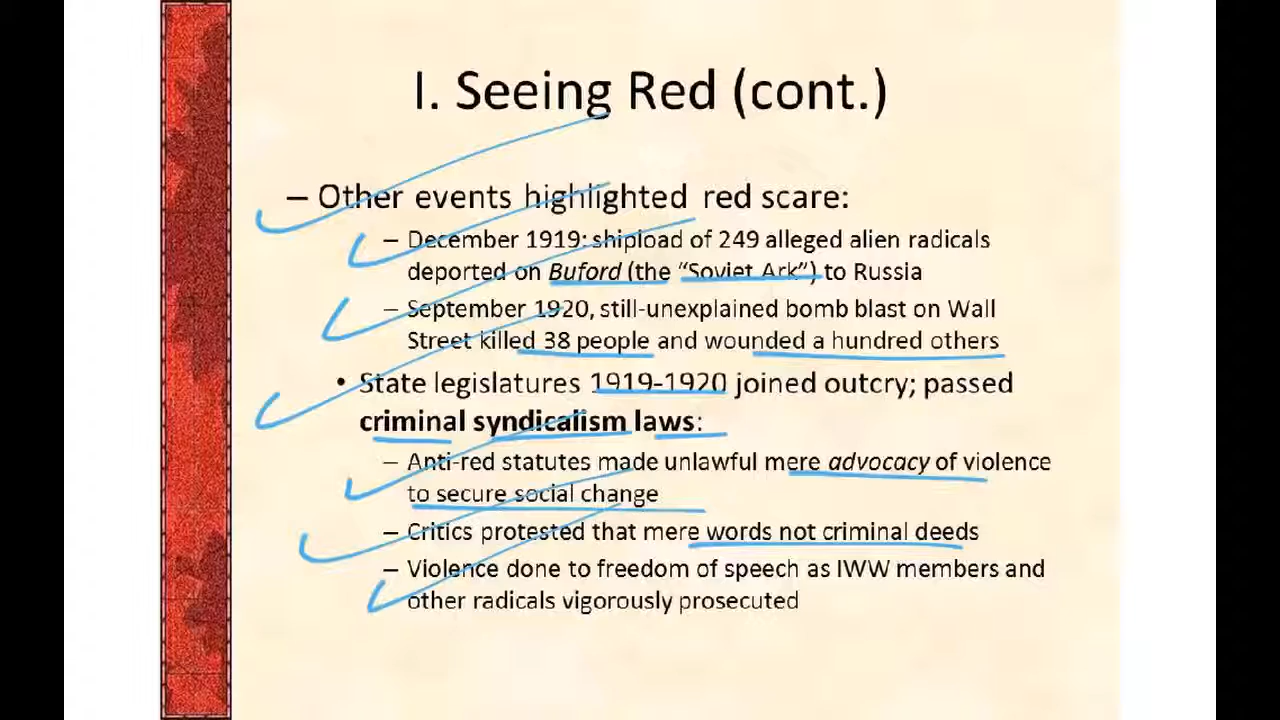 I. Seeing Red (cont.)
– Other events highlighted red scare:
– December 1919: shipload of 249 alleged alien radicals
deported on Buford (the “Soviet Ark”) to Russia
– September 1920, still-unexplained bomb blast on Wall
Street killed 38 people and wounded a hundred others
• State legislatures 1919-1920 joined outcry; passed
criminal syndicalism laws:
– Anti-red statutes made unlawful mere advocacy of violence
to secure social change
– Critics protested that mere words not criminal deeds
– Violence done to freedom of speech as IWW members and
other radicals vigorously prosecuted